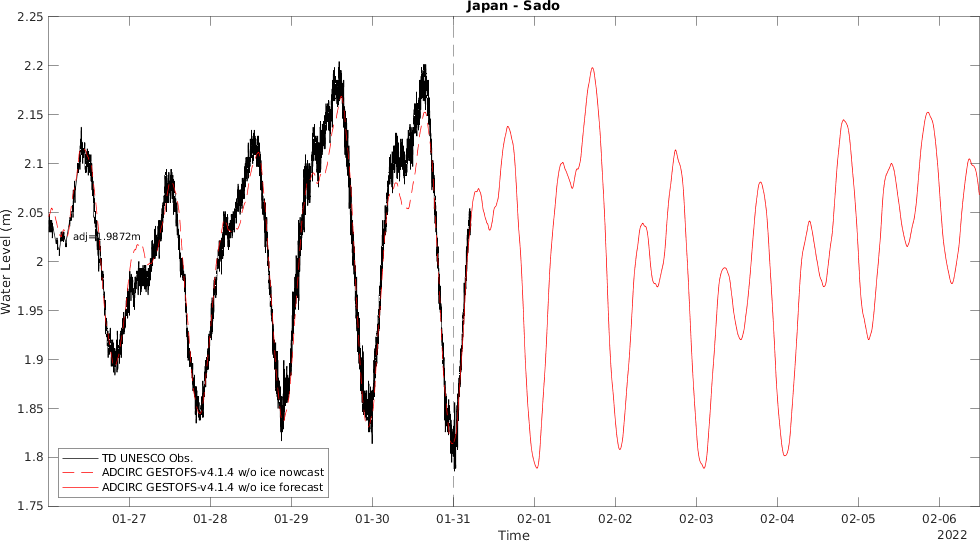 Japan - Sado
2.25
2.2
2.15
2.1
2.05
2
1.95
1.9
1.85
1.8
1.75
Water Level (m)
adj=1.9872m
TD UNESCO Obs.
ADCIRC GESTOFS-v4.1.4 w/o ice nowcast
ADCIRC GESTOFS-v4.1.4 w/o ice forecast
01-27 01-28 01-29 01-30 01-31 02-01 02-02 02-03 02-04 02-05 02-06
Time
2022